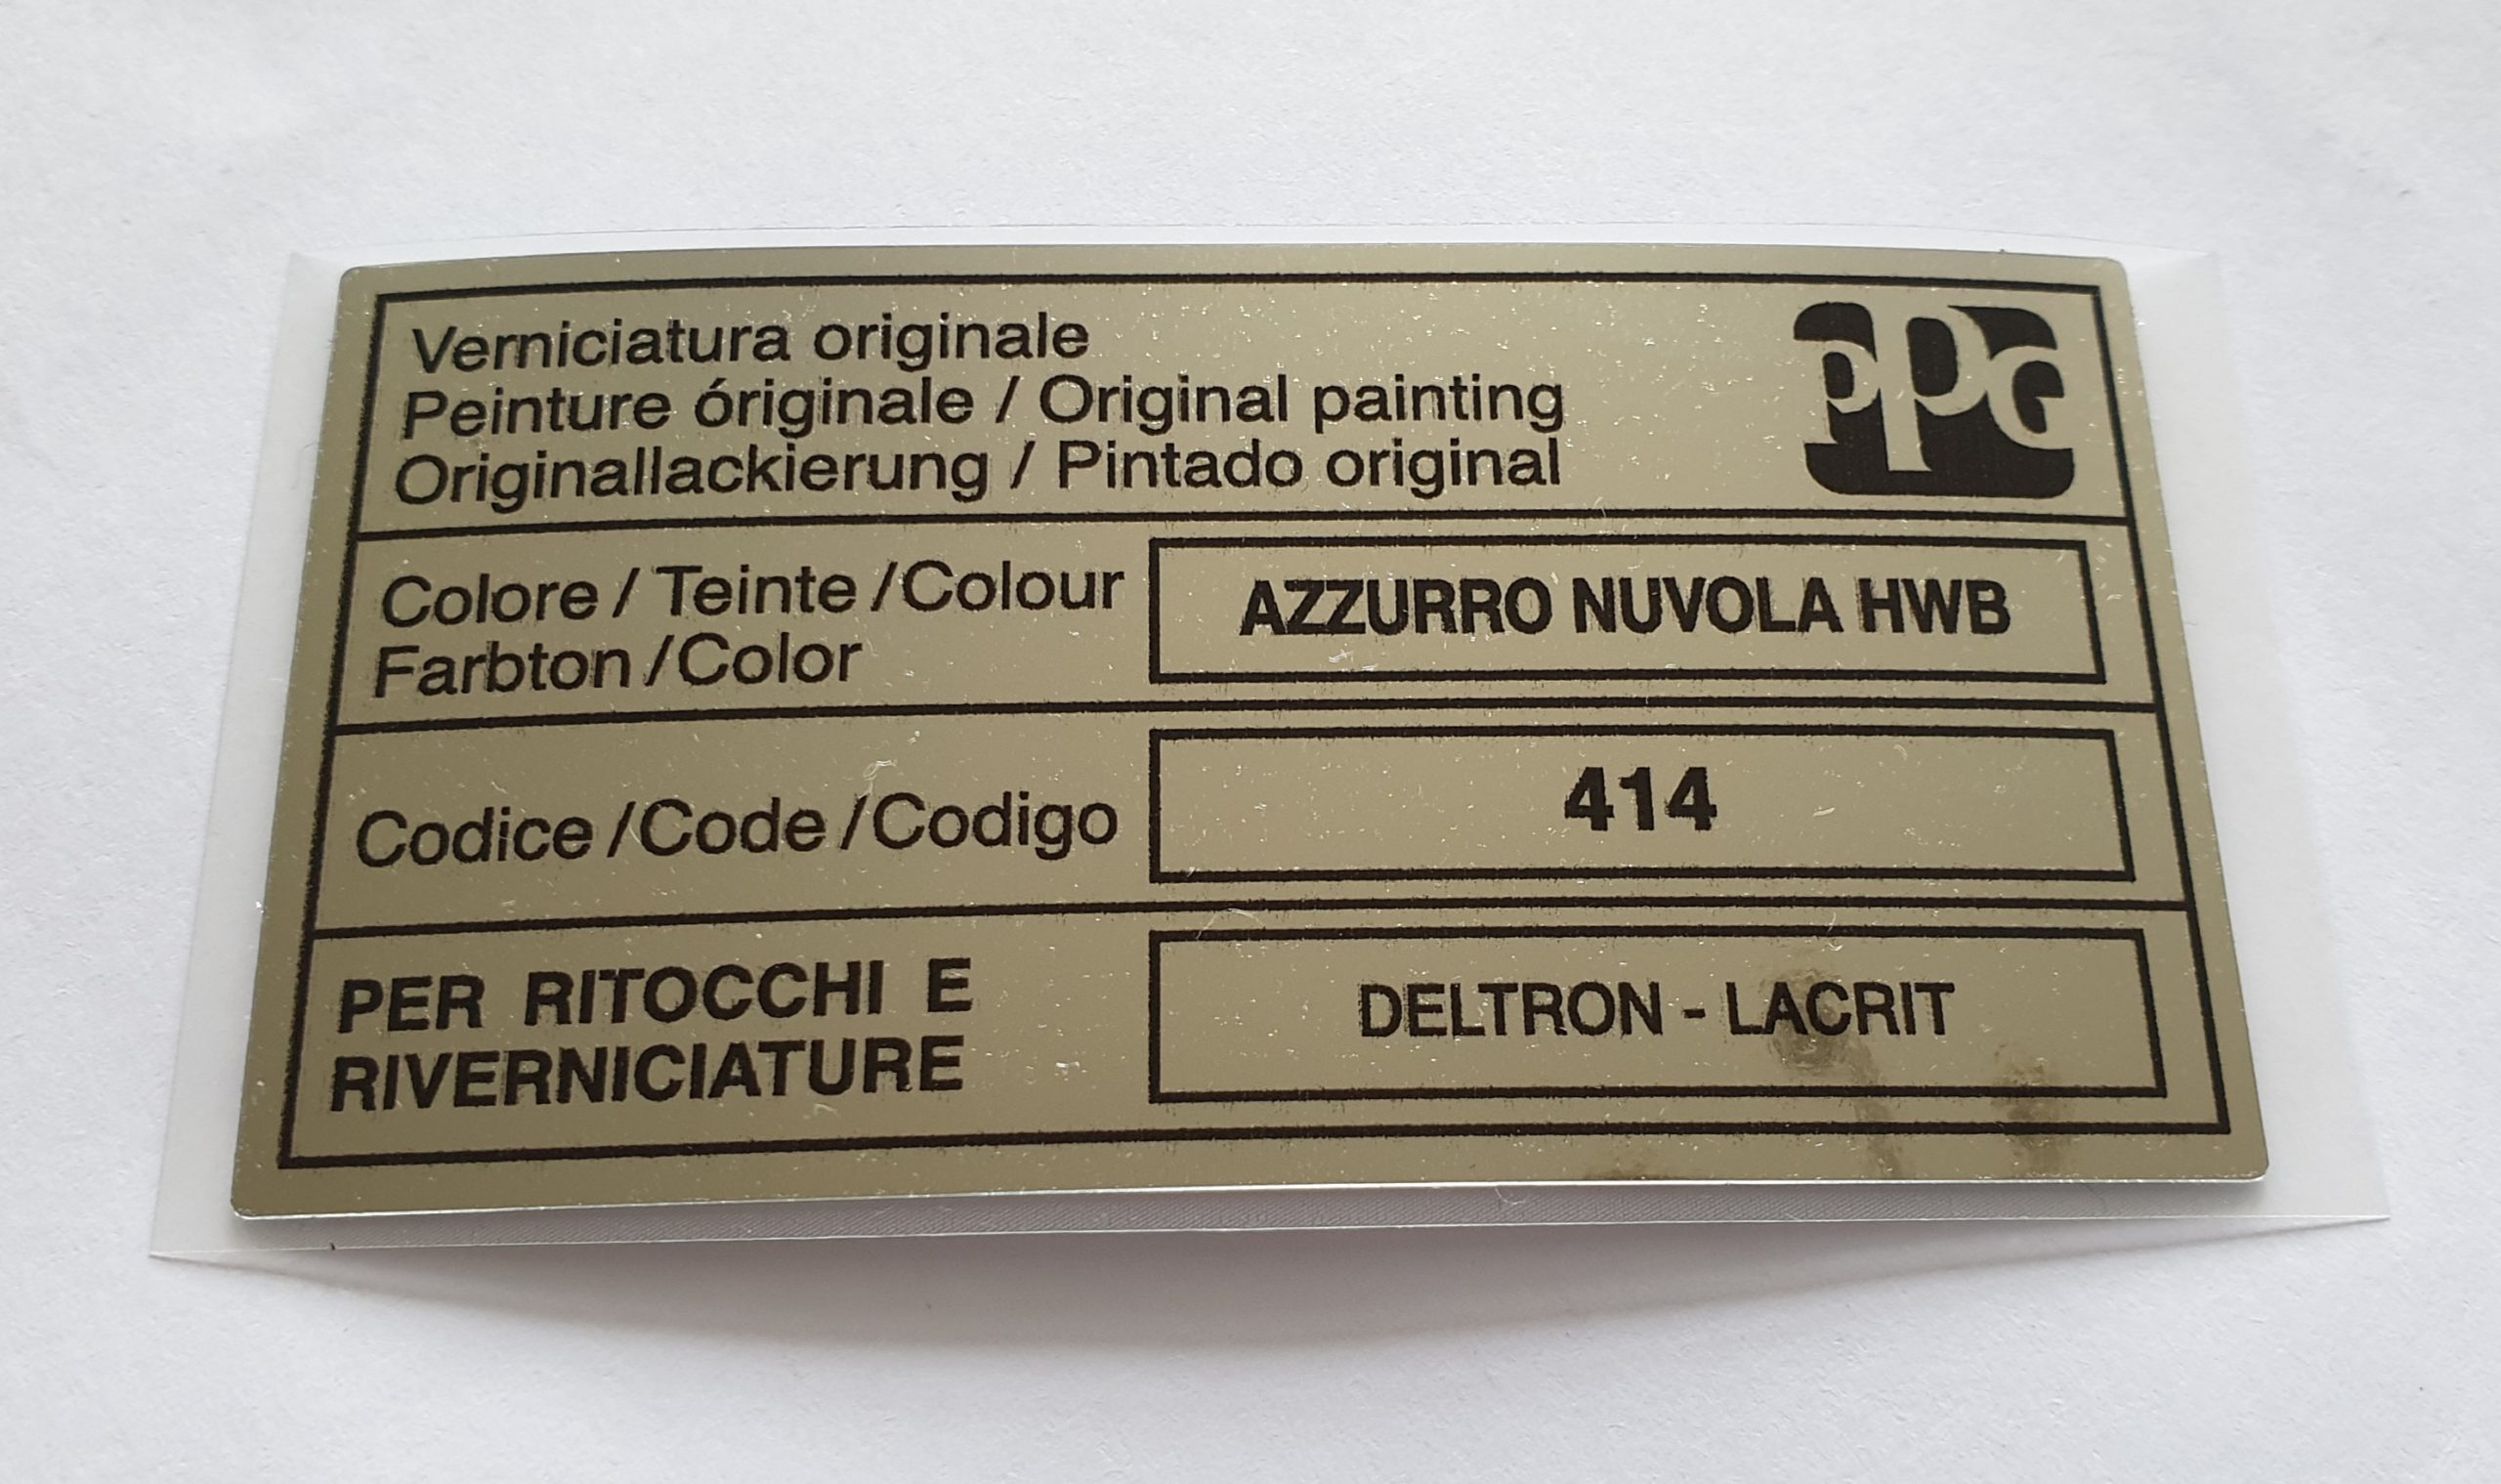 Verniciatura originale
Peinture óriginale / Original painting
Originallackierung / Pintado original
ppg
Colore / Teinte / Colour
Farbton / Color
AZZURRO NUVOLA HWB
Codice / Code / Codigo
414
PER RITOCCHI E
RIVERNICIATURE
DELTRON - LACRIT